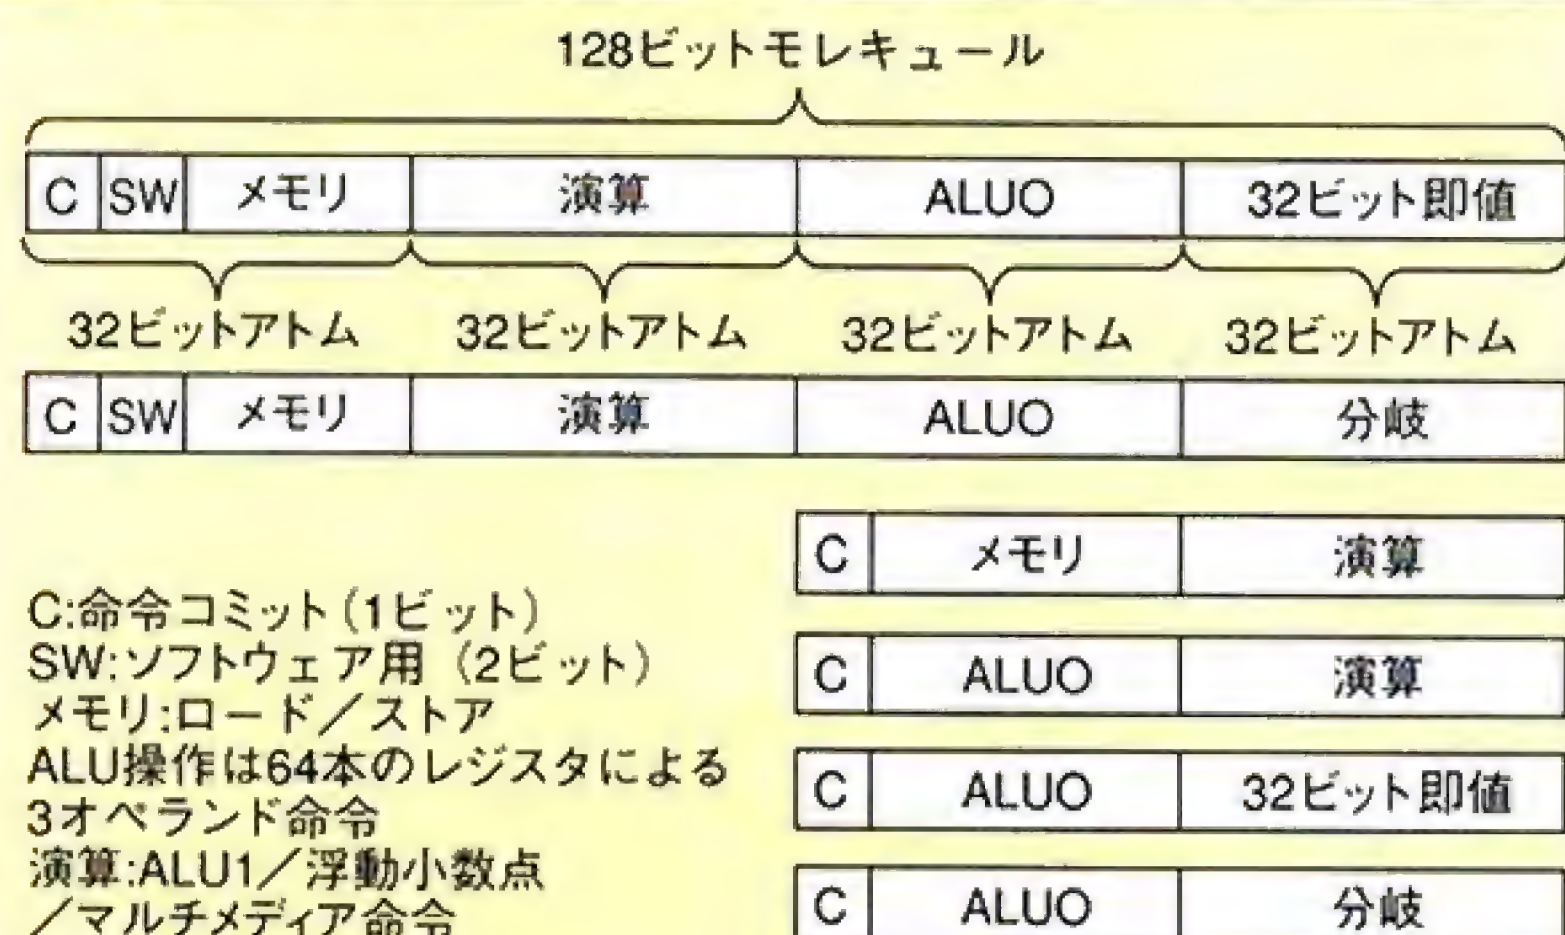 128ビットモレキュール
C SW メモリ 演算 ALUO 32ビット即値
32ビットアトム 32ビットアトム 32ビットアトム 32ビットアトム
C SW メモリ 演算 ALUO 分岐
C メモリ 演算
C ALUO 演算
C ALUO 32ビット即値
C ALUO 分岐
C:命令コミット(1ビット)
SW:ソフトウェア用(2ビット)
メモリ:ロード/ストア
ALU操作は64本のレジスタによる
3オペランド命令
演算:ALU1/浮動小数点
/マルチメディア命令